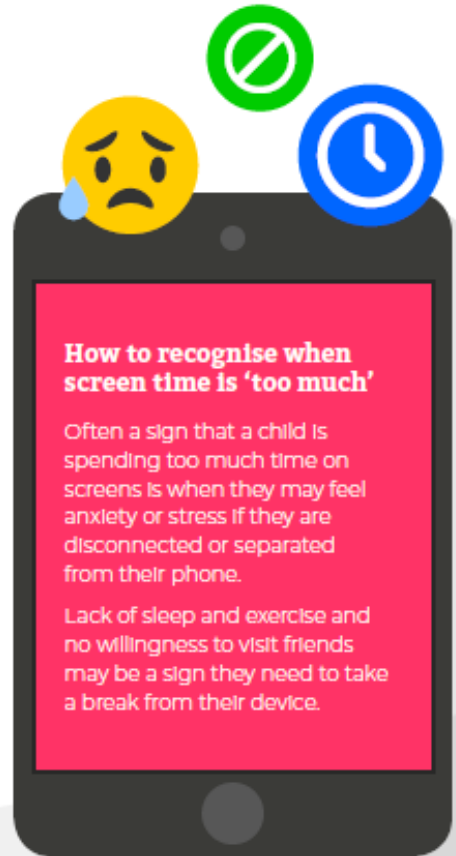 How to recognise when
screen time is ‘too much’
Often a sign that a child is
spending too much time on
screens is when they may feel
anxiety or stress if they are
disconnected or separated
from their phone.
Lack of sleep and exercise and
no willingness to visit friends
may be a sign they need to take
a break from their device.